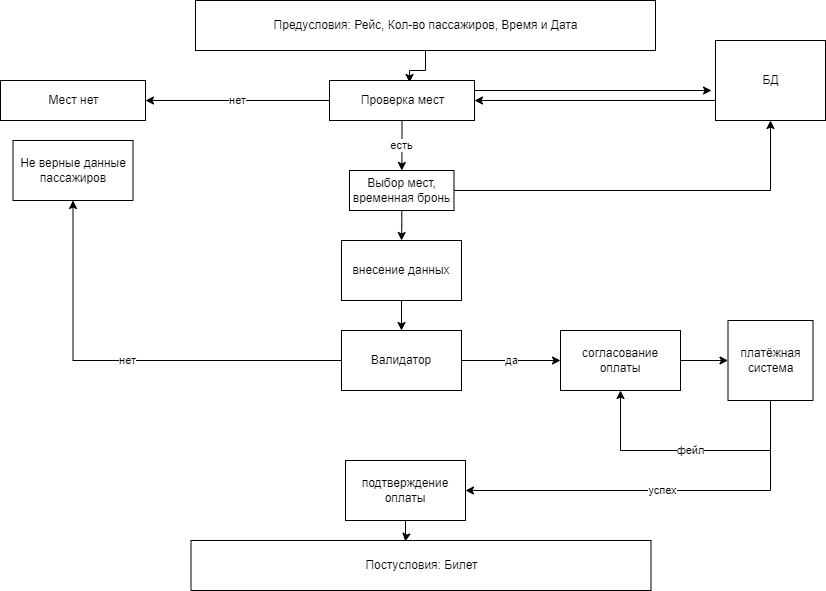 Предусловия: Рейс, Кол-во пассажиров, Время и Дата
БД
Мест нет
нет
Проверка мест
есть
Не верные данные
пассажиров
Выбор мест,
временная бронь
внесение данных
нет
Валидатор
да
согласование
оплаты
платёжная
система
фейл
подтверждение
оплаты
успех
Постусловия: Билет